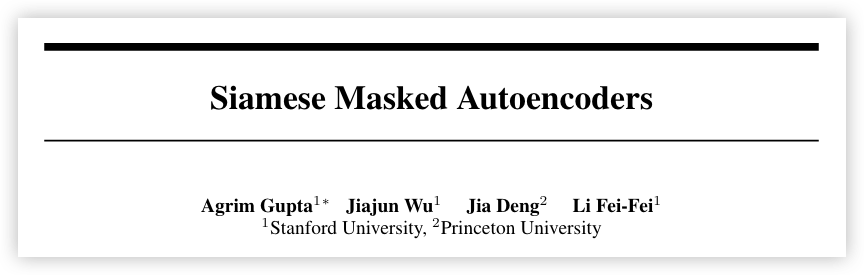 Siamese Masked Autoencoders
Agrim Gupta¹* Jiajun Wu¹ Jia Deng² Li Fei-Fei¹
¹Stanford University, ²Princeton University